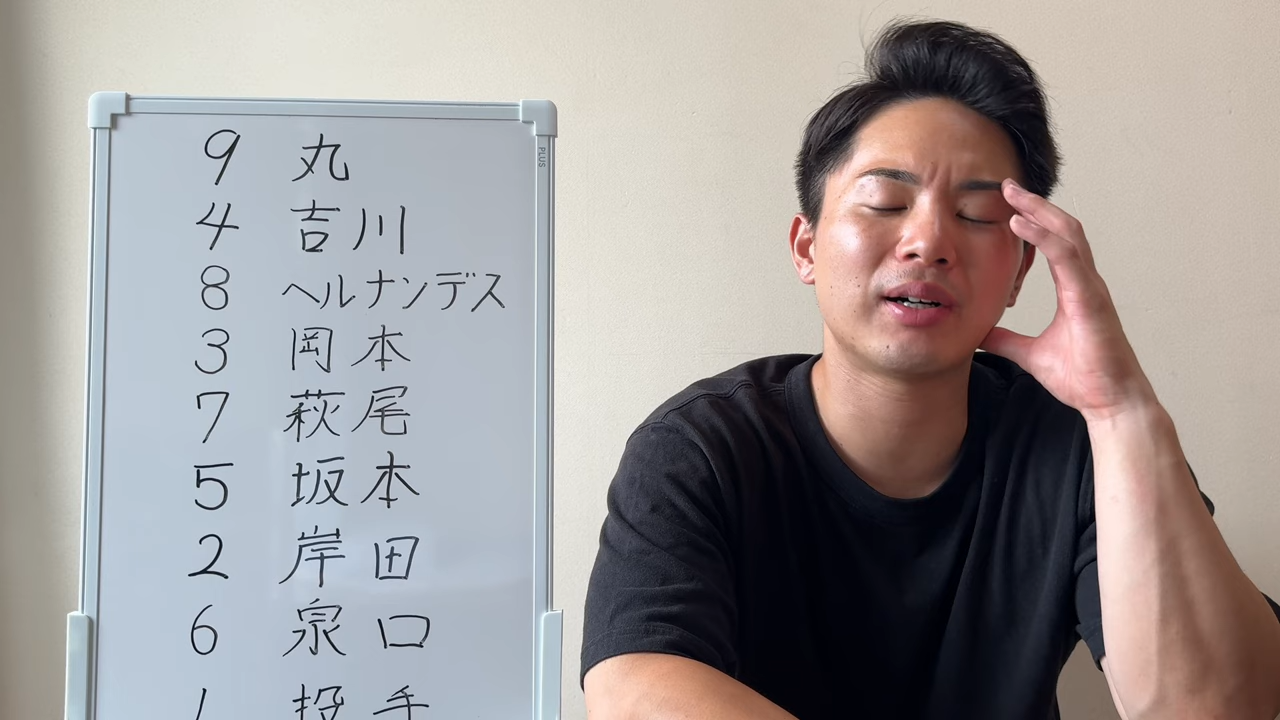 9 丸
4 吉川
8 ヘルナンデス
3 岡本
7 萩尾
5 坂本
2 岸田
6 泉口
1 投手
PLUS